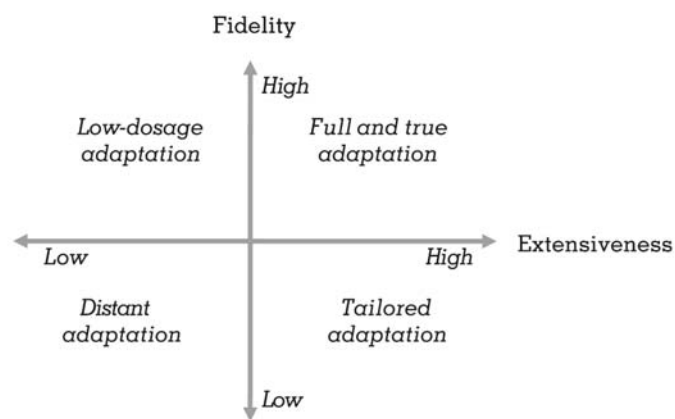 Fidelity
High
Low-dosage
adaptation
Full and true
adaptation
Low
High
Extensiveness
Distant
adaptation
Tailored
adaptation
Low